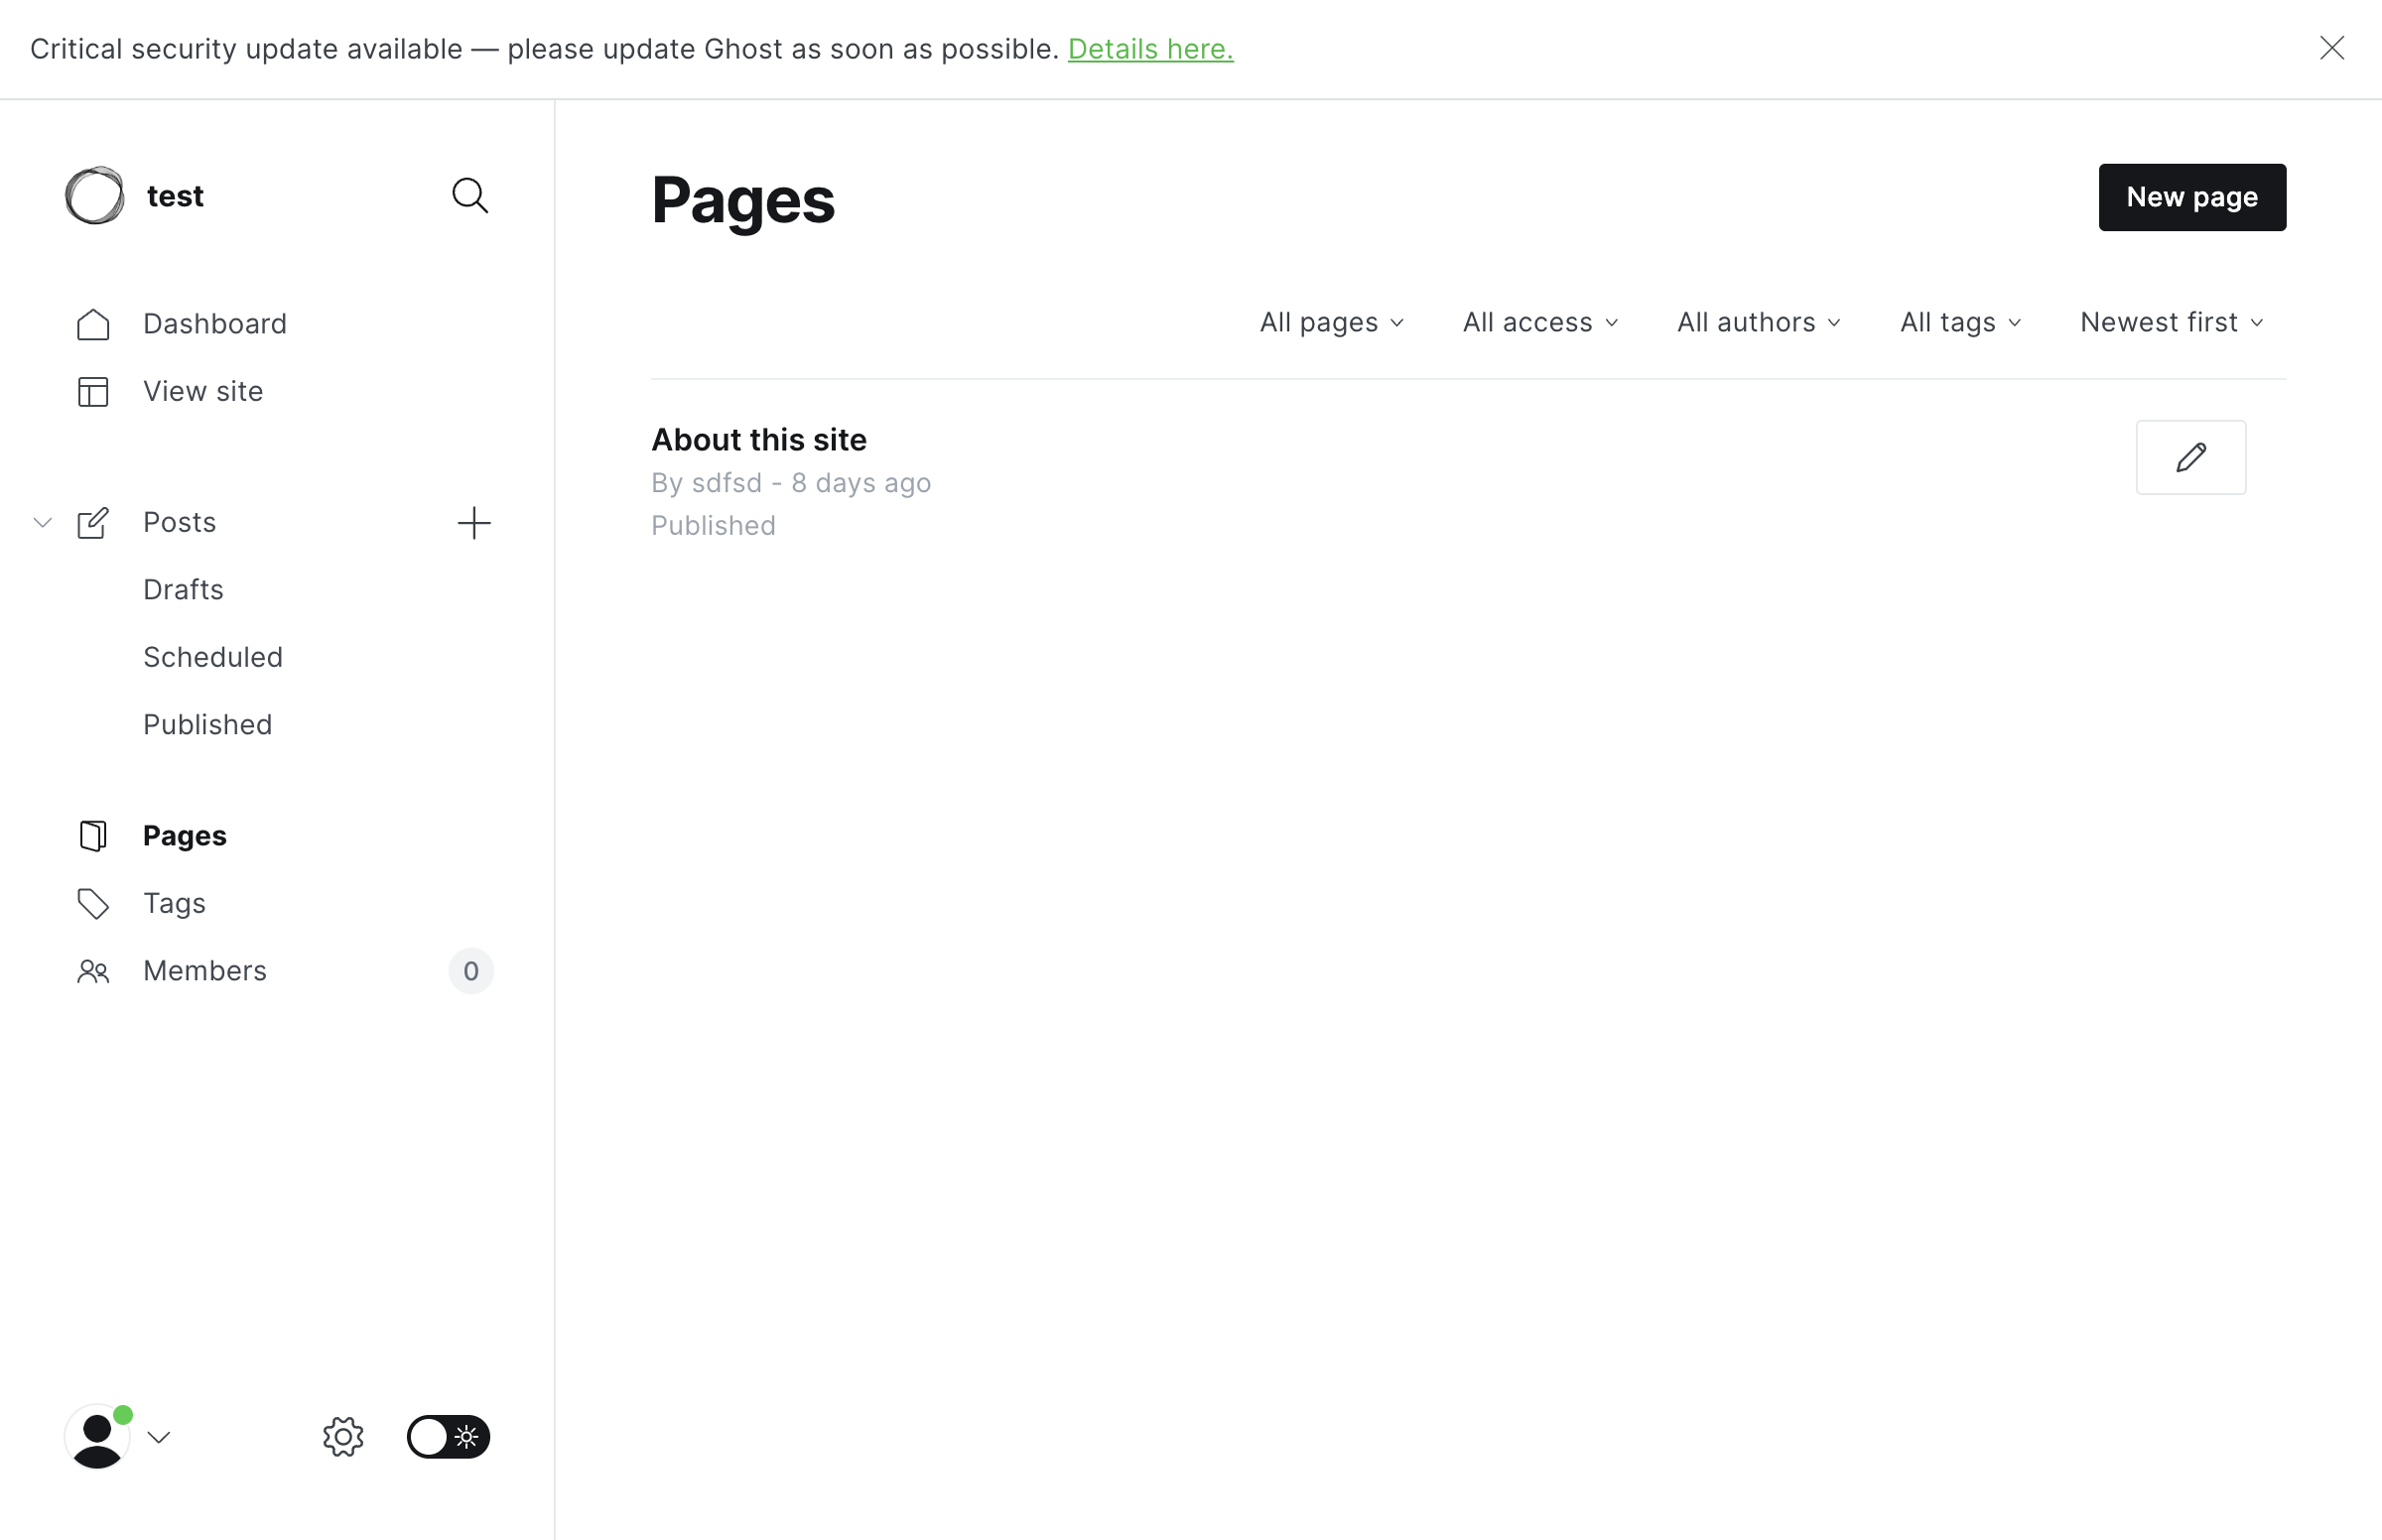 Critical security update available — please update Ghost as soon as possible. Details here.
test
Dashboard
View site
Posts
Drafts
Scheduled
Published
Pages
Tags
Members
0
Pages
New page
All pages
All access
All authors
All tags
Newest first
About this site
By sdfsd - 8 days ago
Published